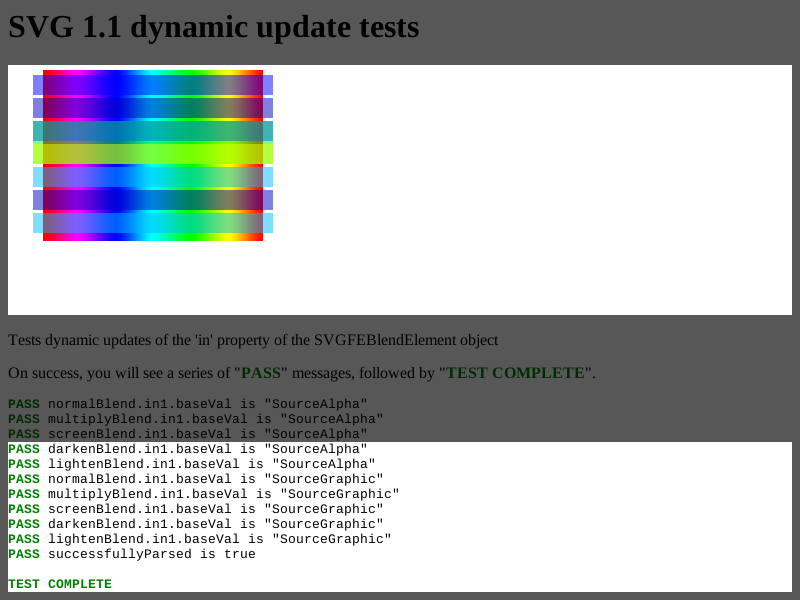 SVG 1.1 dynamic update tests
Tests dynamic updates of the 'in' property of the SVGFEBlendElement object
On success, you will see a series of "PASS" messages, followed by "TEST COMPLETE".
PASS normalBlend.in1.baseVal is "SourceAlpha"
PASS multiplyBlend.in1.baseVal is "SourceAlpha"
PASS screenBlend.in1.baseVal is "SourceAlpha"
PASS darkenBlend.in1.baseVal is "SourceAlpha"
PASS lightenBlend.in1.baseVal is "SourceAlpha"
PASS normalBlend.in1.baseVal is "SourceGraphic"
PASS multiplyBlend.in1.baseVal is "SourceGraphic"
PASS screenBlend.in1.baseVal is "SourceGraphic"
PASS darkenBlend.in1.baseVal is "SourceGraphic"
PASS lightenBlend.in1.baseVal is "SourceGraphic"
PASS successfullyParsed is true
TEST COMPLETE